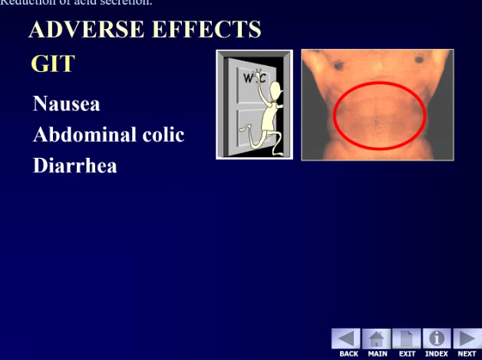 Reduction of acid secretion.
ADVERSE EFFECTS
GIT
Nausea
Abdominal colic
Diarrhea
W.C
BACK MAIN EXIT INDEX NEXT